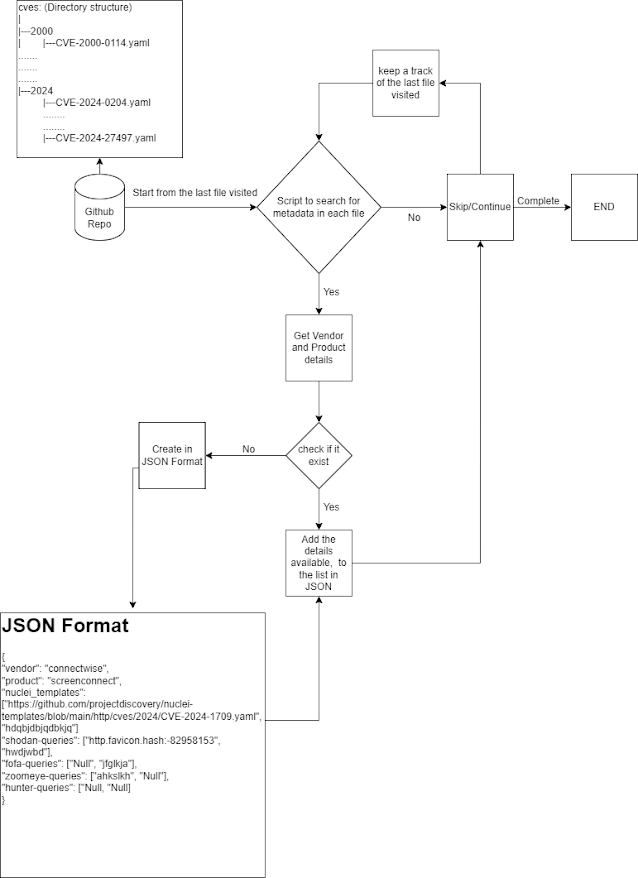 cves: (Directory structure)
|
|---2000
|       |---CVE-2000-0114.yaml
.......
.......
.......
|---2024
|---CVE-2024-0204.yaml
........
........
|---CVE-2024-27497.yaml
keep a track
of the last file
visited
Github
Repo
Start from the last file visited
Script to search for
metadata in each file
No
Skip/Continue
Complete
END
Yes
Get Vendor
and Product
details
check if it
exist
No
Create in
JSON Format
Yes
Add the
details
available,  to
the list in
JSON
JSON Format
{
"vendor": "connectwise",
"product": "screenconnect",
"nuclei_templates":
["https://github.com/projectdiscovery/nuclei-
templates/blob/main/http/cves/2024/CVE-2024-1709.yaml",
"hdqbjdbjqdbkjq"]
"shodan-queries": ["http.favicon.hash:-82958153",
"hwdjwbd"],
"fofa-queries": ["Null", "jfglkja"],
"zoomeye-queries": ["ahkslkh", "Null"],
"hunter-queries": ["Null, "Null]
}